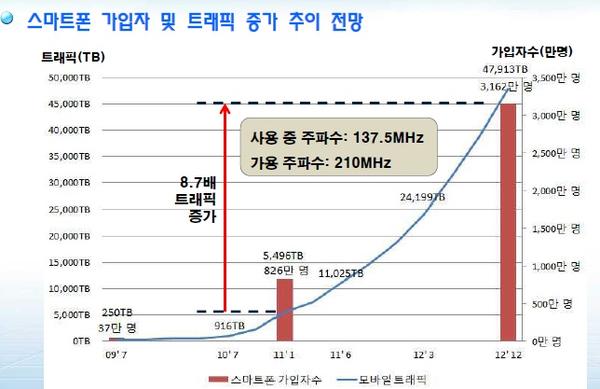 스마트폰 가입자 및 트래픽 증가 추이 전망
트래픽(TB)
가입자수(만명)
50,000TB
45,000TB
40,000TB
35,000TB
30,000TB
25,000TB
20,000TB
15,000TB
10,000TB
5,000TB
0TB
3,500만 명
3,000만 명
2,500만 명
2,000만 명
1,500만 명
1,000만 명
500만 명
0만 명
사용 중 주파수: 137.5MHz
가용 주파수: 210MHz
8.7배
트래픽
증가
250TB
37만 명
916TB
5,496TB
826만 명
11,025TB
24,199TB
47,913TB
3,162만 명
09' 7
10' 7
11' 1
11' 6
12' 3
12' 12
스마트폰 가입자수
모바일 트래픽